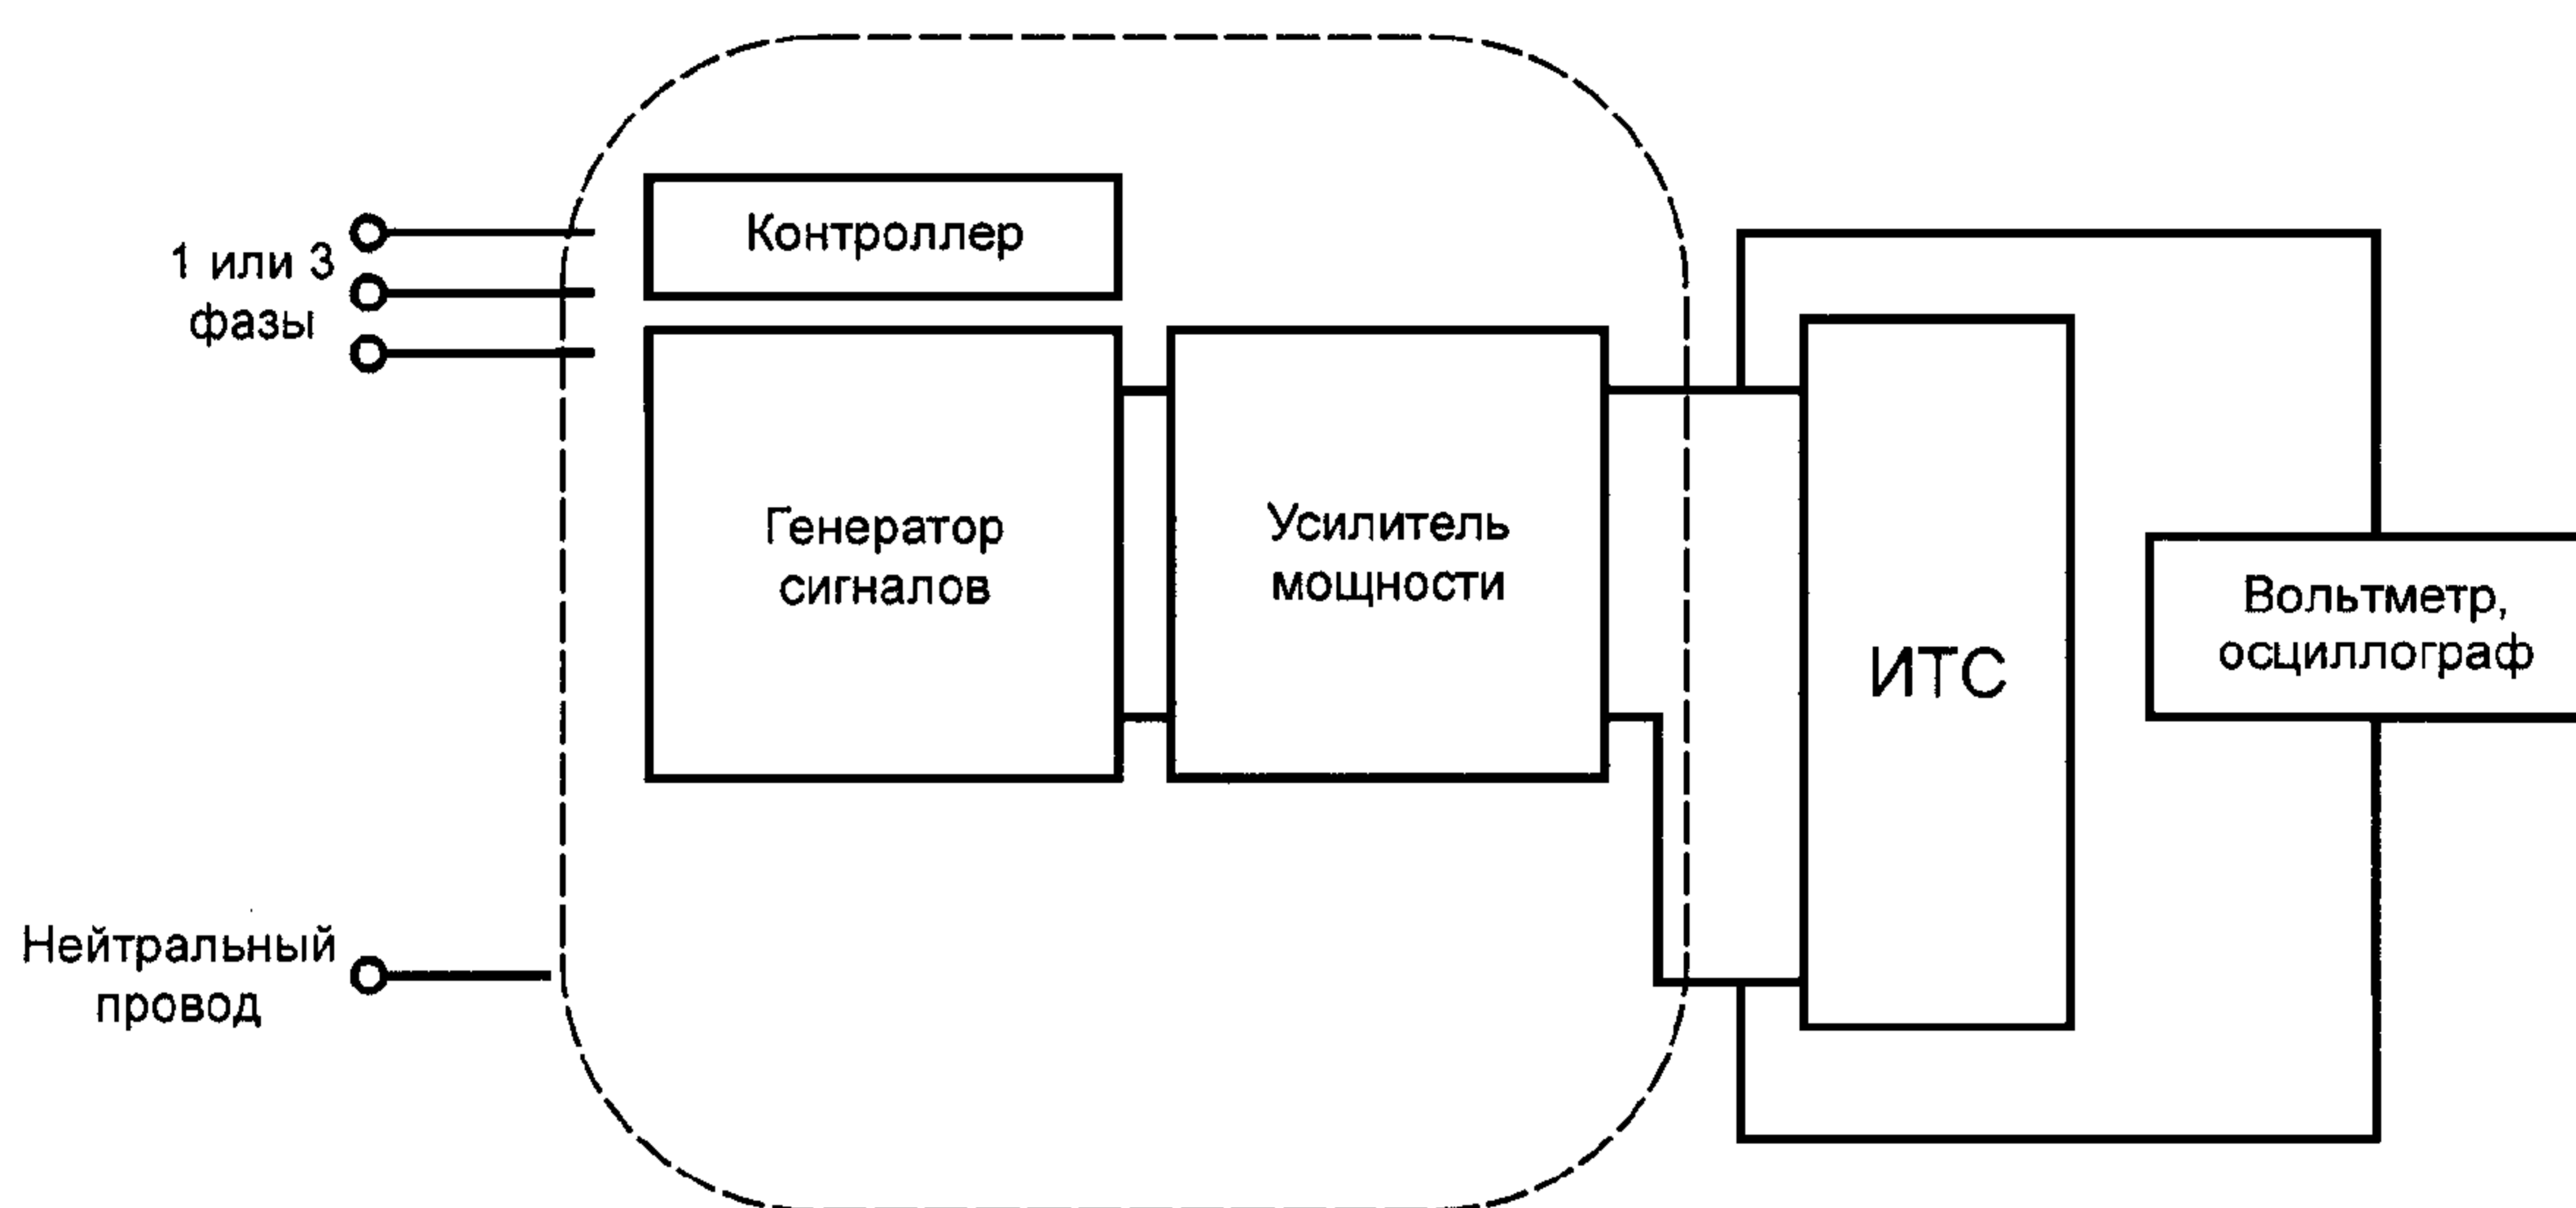 Контроллер
1 или 3
фазы
Генератор
сигналов
Усилитель
мощности
ИТС
Вольтметр,
осциллограф
Нейтральный
провод